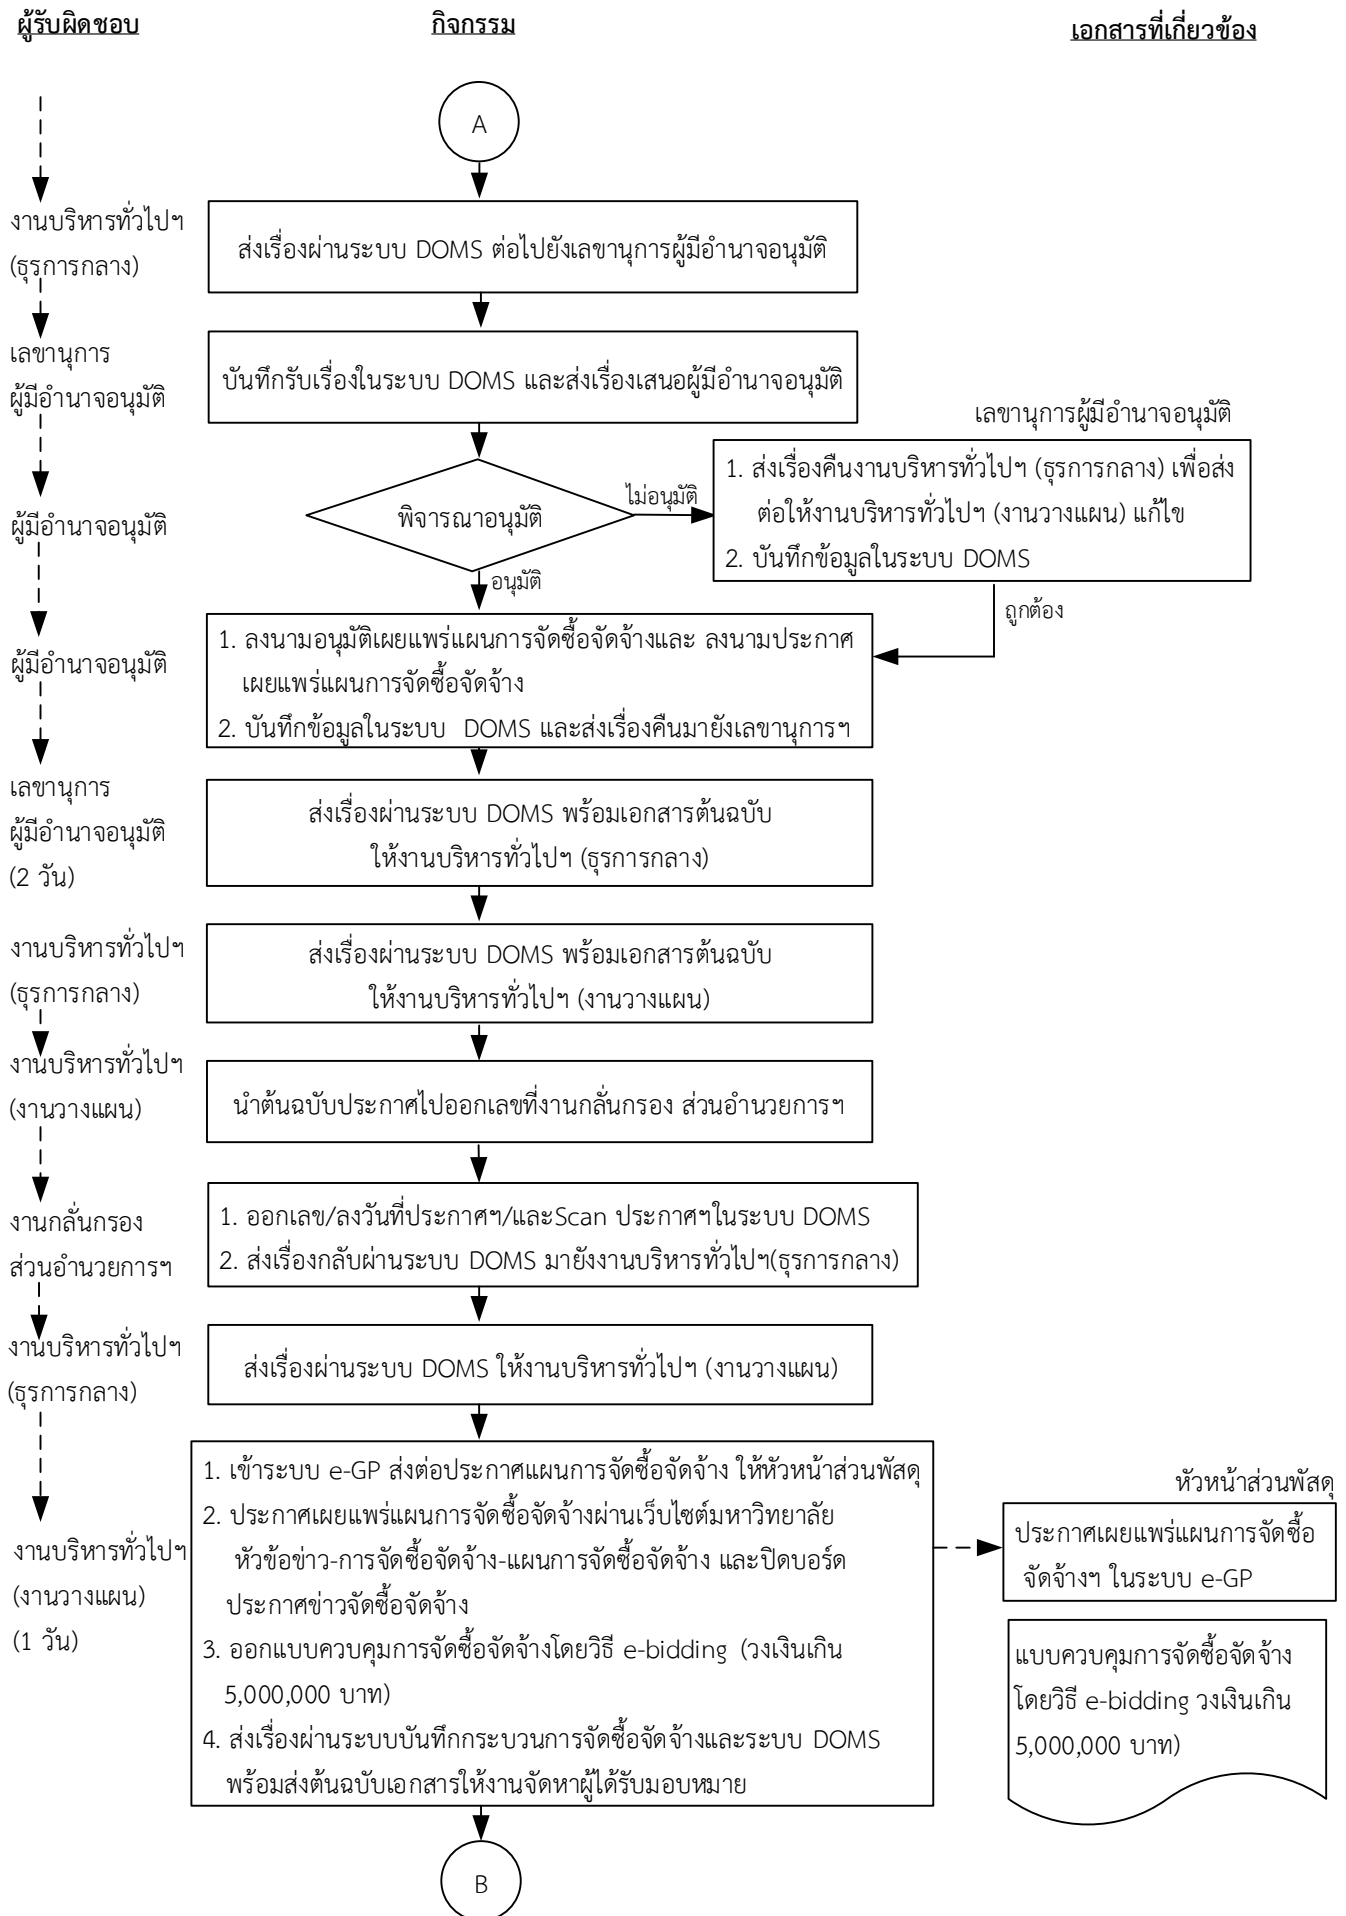 ผู้รับผิดชอบ กิจกรรม เอกสารที่เกี่ยวข้อง
A
งานบริหารทั่วไปฯ
(ธุรการกลาง)
ส่งเรื่องผ่านระบบ DOMS ต่อไปยังเลขานุการผู้มีอำนาจอนุมัติ
เลขานุการ
ผู้มีอำนาจอนุมัติ
บันทึกรับเรื่องในระบบ DOMS และส่งเรื่องเสนอผู้มีอำนาจอนุมัติ
เลขานุการผู้มีอำนาจอนุมัติ
ผู้มีอำนาจอนุมัติ
พิจารณาอนุมัติ
ไม่อนุมัติ
1. ส่งเรื่องคืนงานบริหารทั่วไปฯ (ธุรการกลาง) เพื่อส่ง
ต่อให้งานบริหารทั่วไปฯ (งานวางแผน) แก้ไข
2. บันทึกข้อมูลในระบบ DOMS
อนุมัติ
ถูกต้อง
ผู้มีอำนาจอนุมัติ
1. ลงนามอนุมัติเผยแพร่แผนการจัดซื้อจัดจ้างและ ลงนามประกาศ
เผยแพร่แผนการจัดซื้อจัดจ้าง
2. บันทึกข้อมูลในระบบ DOMS และส่งเรื่องคืนมายังเลขานุการฯ
เลขานุการ
ผู้มีอำนาจอนุมัติ
(2 วัน)
ส่งเรื่องผ่านระบบ DOMS พร้อมเอกสารต้นฉบับ
ให้งานบริหารทั่วไปฯ (ธุรการกลาง)
งานบริหารทั่วไปฯ
(ธุรการกลาง)
ส่งเรื่องผ่านระบบ DOMS พร้อมเอกสารต้นฉบับ
ให้งานบริหารทั่วไปฯ (งานวางแผน)
งานบริหารทั่วไปฯ
(งานวางแผน)
นำต้นฉบับประกาศไปออกเลขที่งานกลั่นกรอง ส่วนอำนวยการฯ
งานกลั่นกรอง
ส่วนอำนวยการฯ
1. ออกเลข/ลงวันที่ประกาศฯ/และScan ประกาศฯในระบบ DOMS
2. ส่งเรื่องกลับผ่านระบบ DOMS มายังงานบริหารทั่วไปฯ(ธุรการกลาง)
งานบริหารทั่วไปฯ
(ธุรการกลาง)
ส่งเรื่องผ่านระบบ DOMS ให้งานบริหารทั่วไปฯ (งานวางแผน)
งานบริหารทั่วไปฯ
(งานวางแผน)
(1 วัน)
1. เข้าระบบ e-GP ส่งต่อประกาศแผนการจัดซื้อจัดจ้าง ให้หัวหน้าส่วนพัสดุ
2. ประกาศเผยแพร่แผนการจัดซื้อจัดจ้างผ่านเว็บไซต์มหาวิทยาลัย
หัวข้อข่าว-การจัดซื้อจัดจ้าง-แผนการจัดซื้อจัดจ้าง และปิดบอร์ด
ประกาศข่าวจัดซื้อจัดจ้าง
3. ออกแบบควบคุมการจัดซื้อจัดจ้างโดยวิธี e-bidding (วงเงินเกิน
5,000,000 บาท)
4. ส่งเรื่องผ่านระบบบันทึกกระบวนการจัดซื้อจัดจ้างและระบบ DOMS
พร้อมส่งต้นฉบับเอกสารให้งานจัดหาผู้ได้รับมอบหมาย
หัวหน้าส่วนพัสดุ
ประกาศเผยแพร่แผนการจัดซื้อ
จัดจ้างฯ ในระบบ e-GP
แบบควบคุมการจัดซื้อจัดจ้าง
โดยวิธี e-bidding วงเงินเกิน
5,000,000 บาท)
B